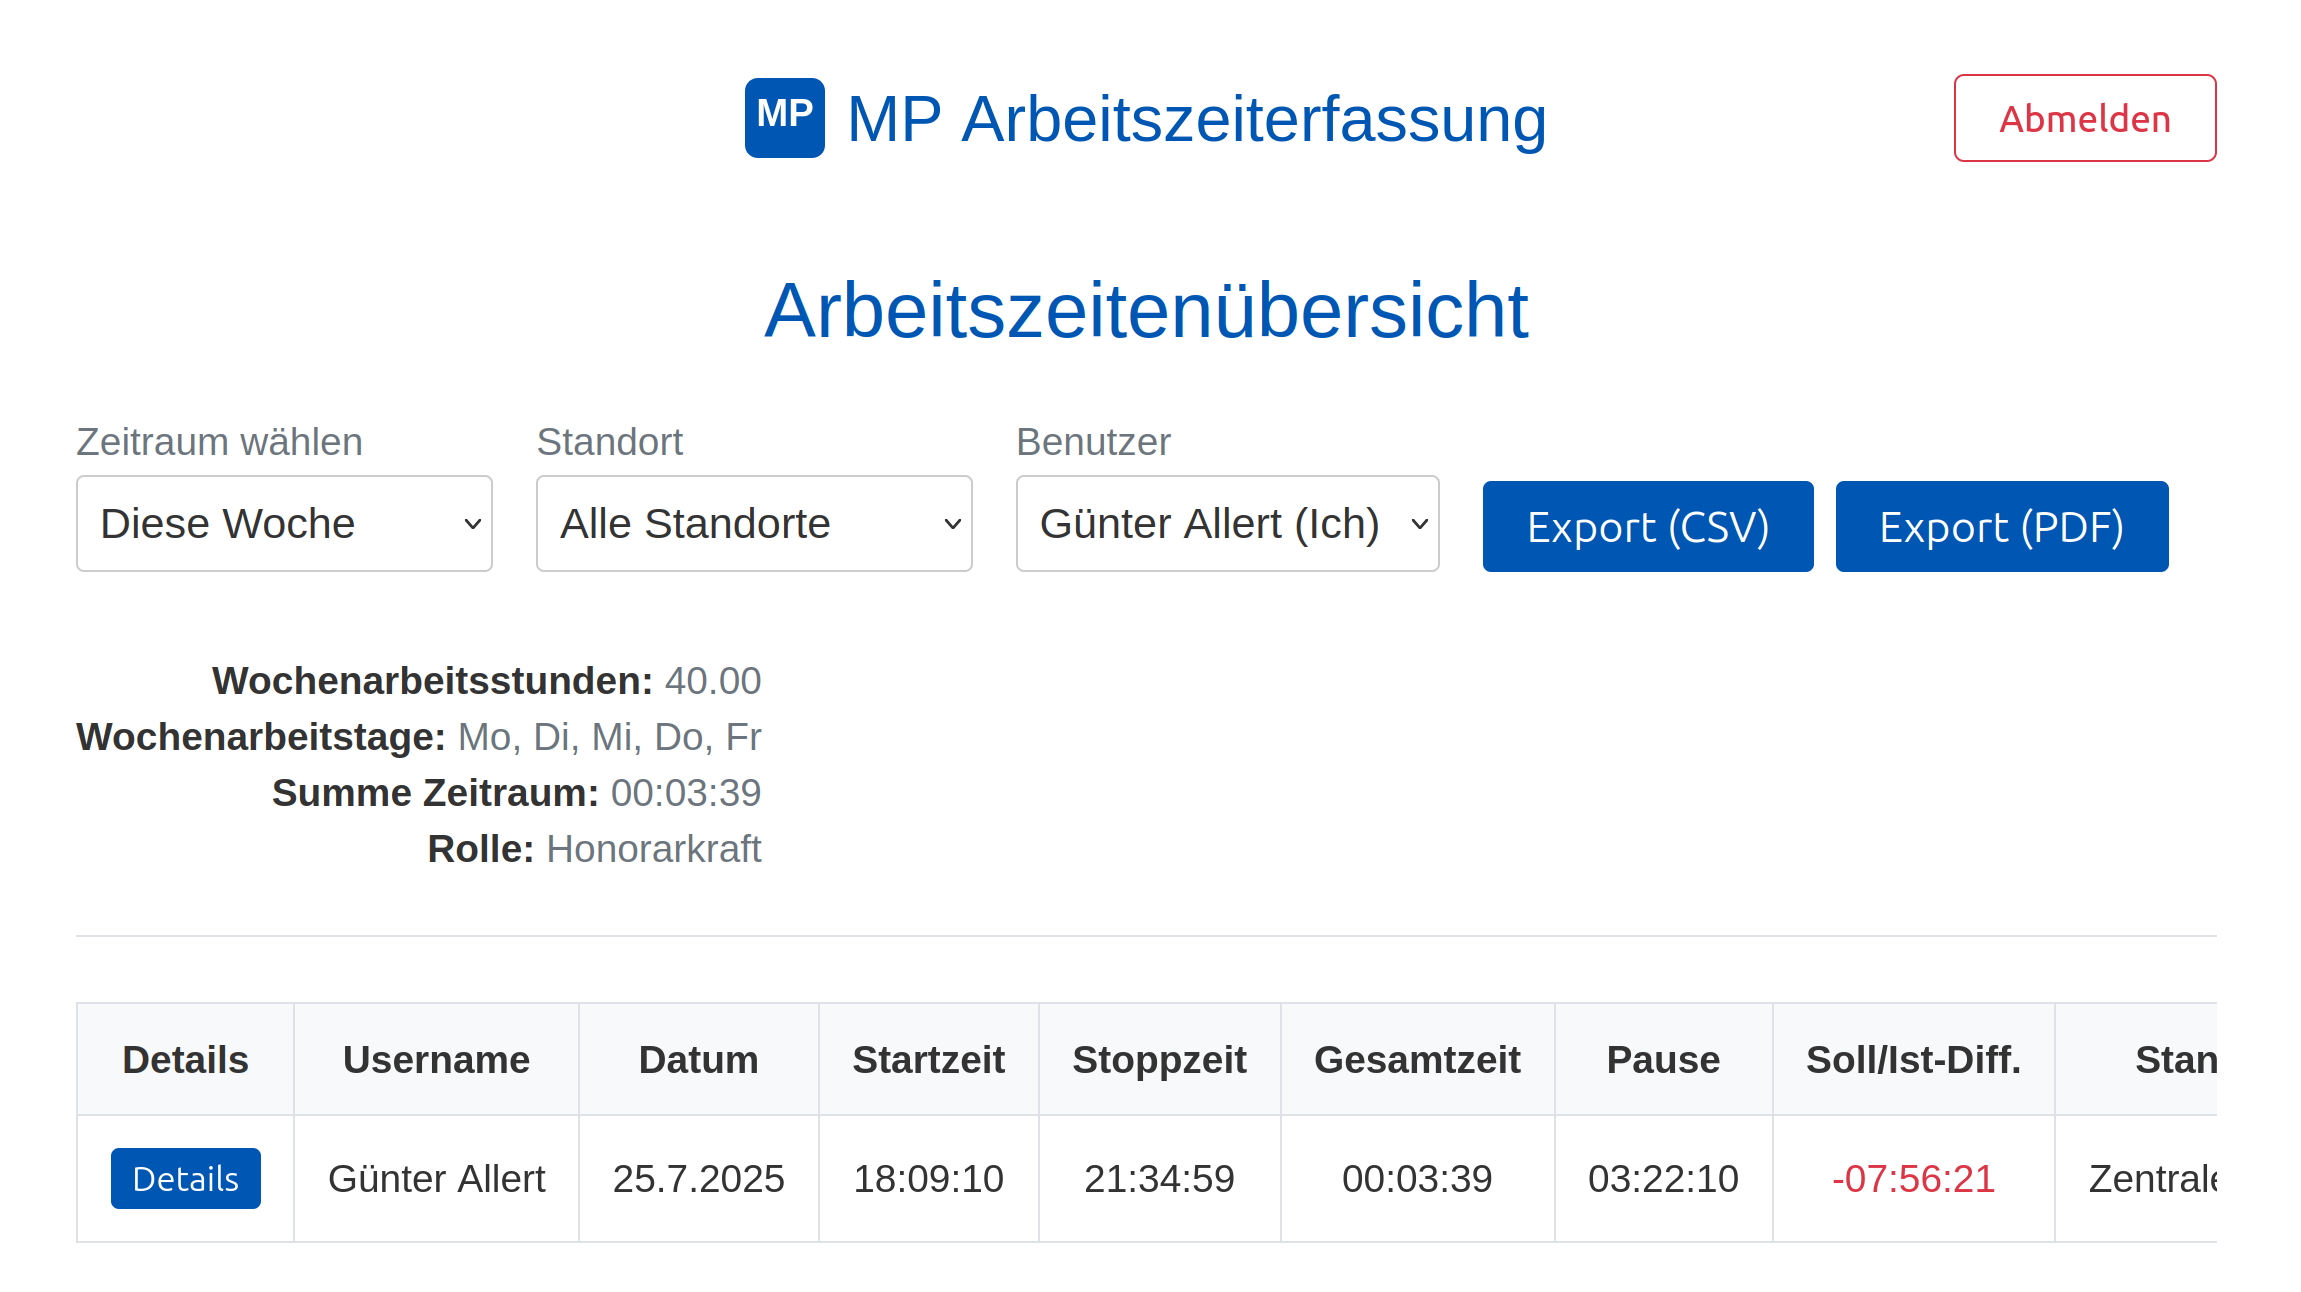 MP MP Arbeitszeiterfassung Abmelden
Arbeitszeitenübersicht
Zeitraum wählen Standort Benutzer
Diese Woche Alle Standorte Günter Allert (Ich) Export (CSV) Export (PDF)
Wochenarbeitsstunden: 40.00
Wochenarbeitstage: Mo, Di, Mi, Do, Fr
Summe Zeitraum: 00:03:39
Rolle: Honorarkraft
Details Username Datum Startzeit Stoppzeit Gesamtzeit Pause Soll/Ist-Diff. Stan
Details Günter Allert 25.7.2025 18:09:10 21:34:59 00:03:39 03:22:10 -07:56:21 Zentrale